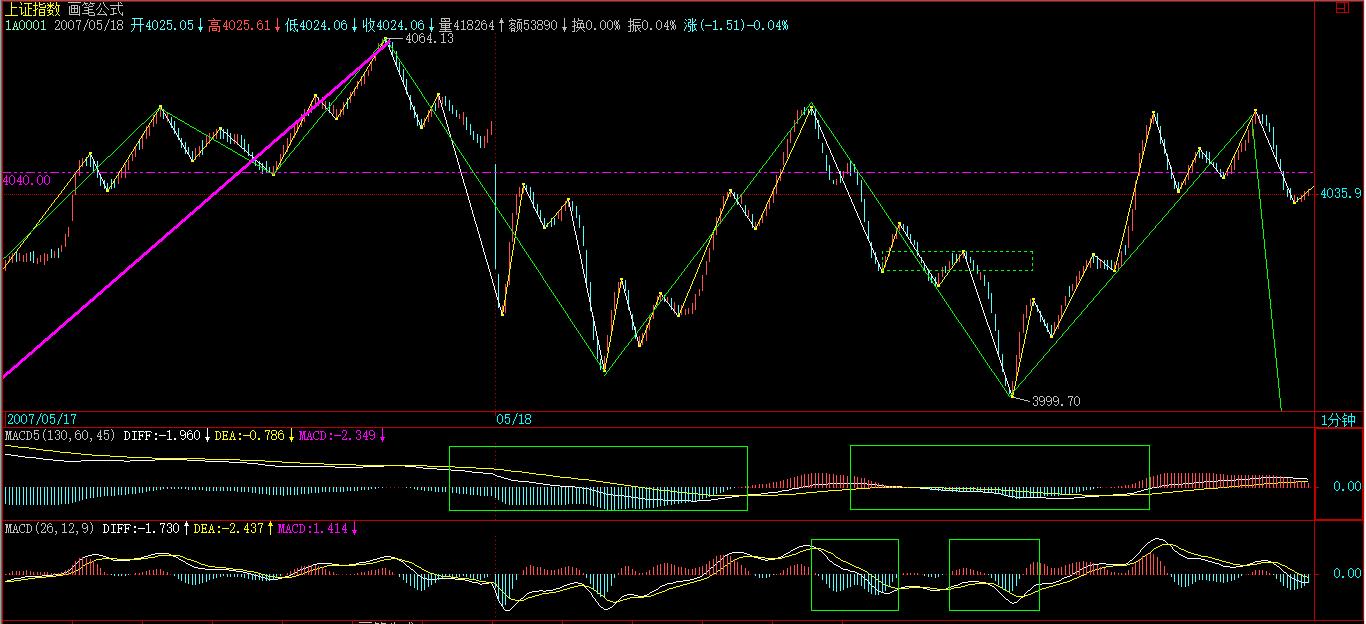 上证指数 画笔公式
1A0001 2007/05/18 开4025.05↓高4025.61↓低4024.06↓收4024.06↓量418264↑额53890↓换0.00% 振0.04% 涨(-1.51)-0.04%
4064.13
4040.00
4035.9
3999.70
2007/05/17 05/18 1分钟
MACD5(130,60,45) DIFF:-1.960↓DEA:-0.786↓MACD:-2.349↓
0.00
MACD(26,12,9) DIFF:-1.730↑DEA:-2.437↑MACD:1.414↓
0.00